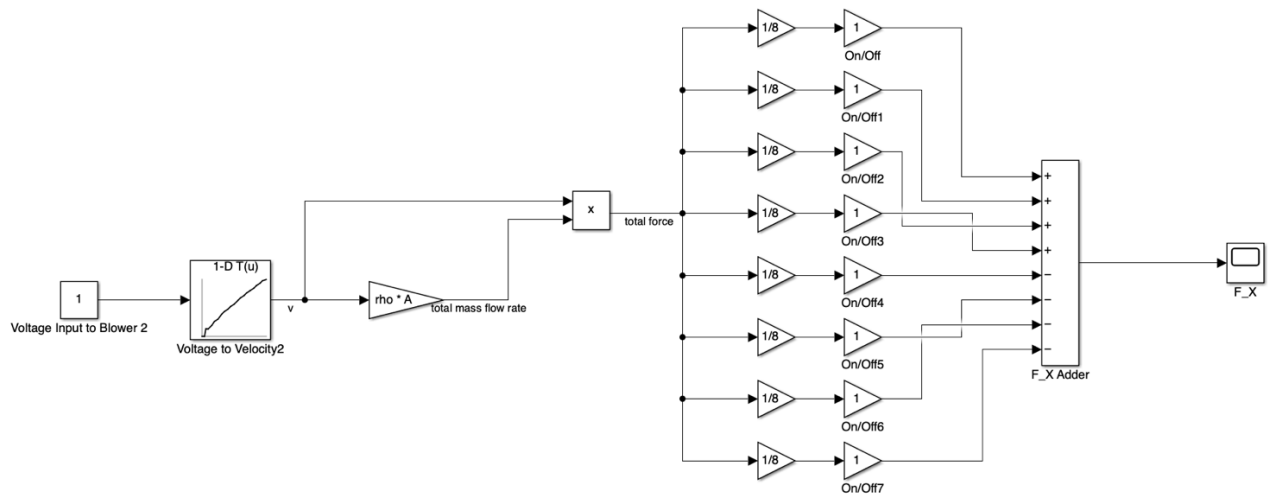 1/8
1
On/Off
1/8
1
On/Off1
1/8
1
On/Off2
1/8
1
On/Off3
1/8
1
On/Off4
1/8
1
On/Off5
1/8
1
On/Off6
1/8
1
On/Off7
1
Voltage Input to Blower 2
1-D T(u)
Voltage to Velocity2
v
rho * A
total mass flow rate
x
total force
+
+
+
+
−
−
−
−
F_X Adder
F_X